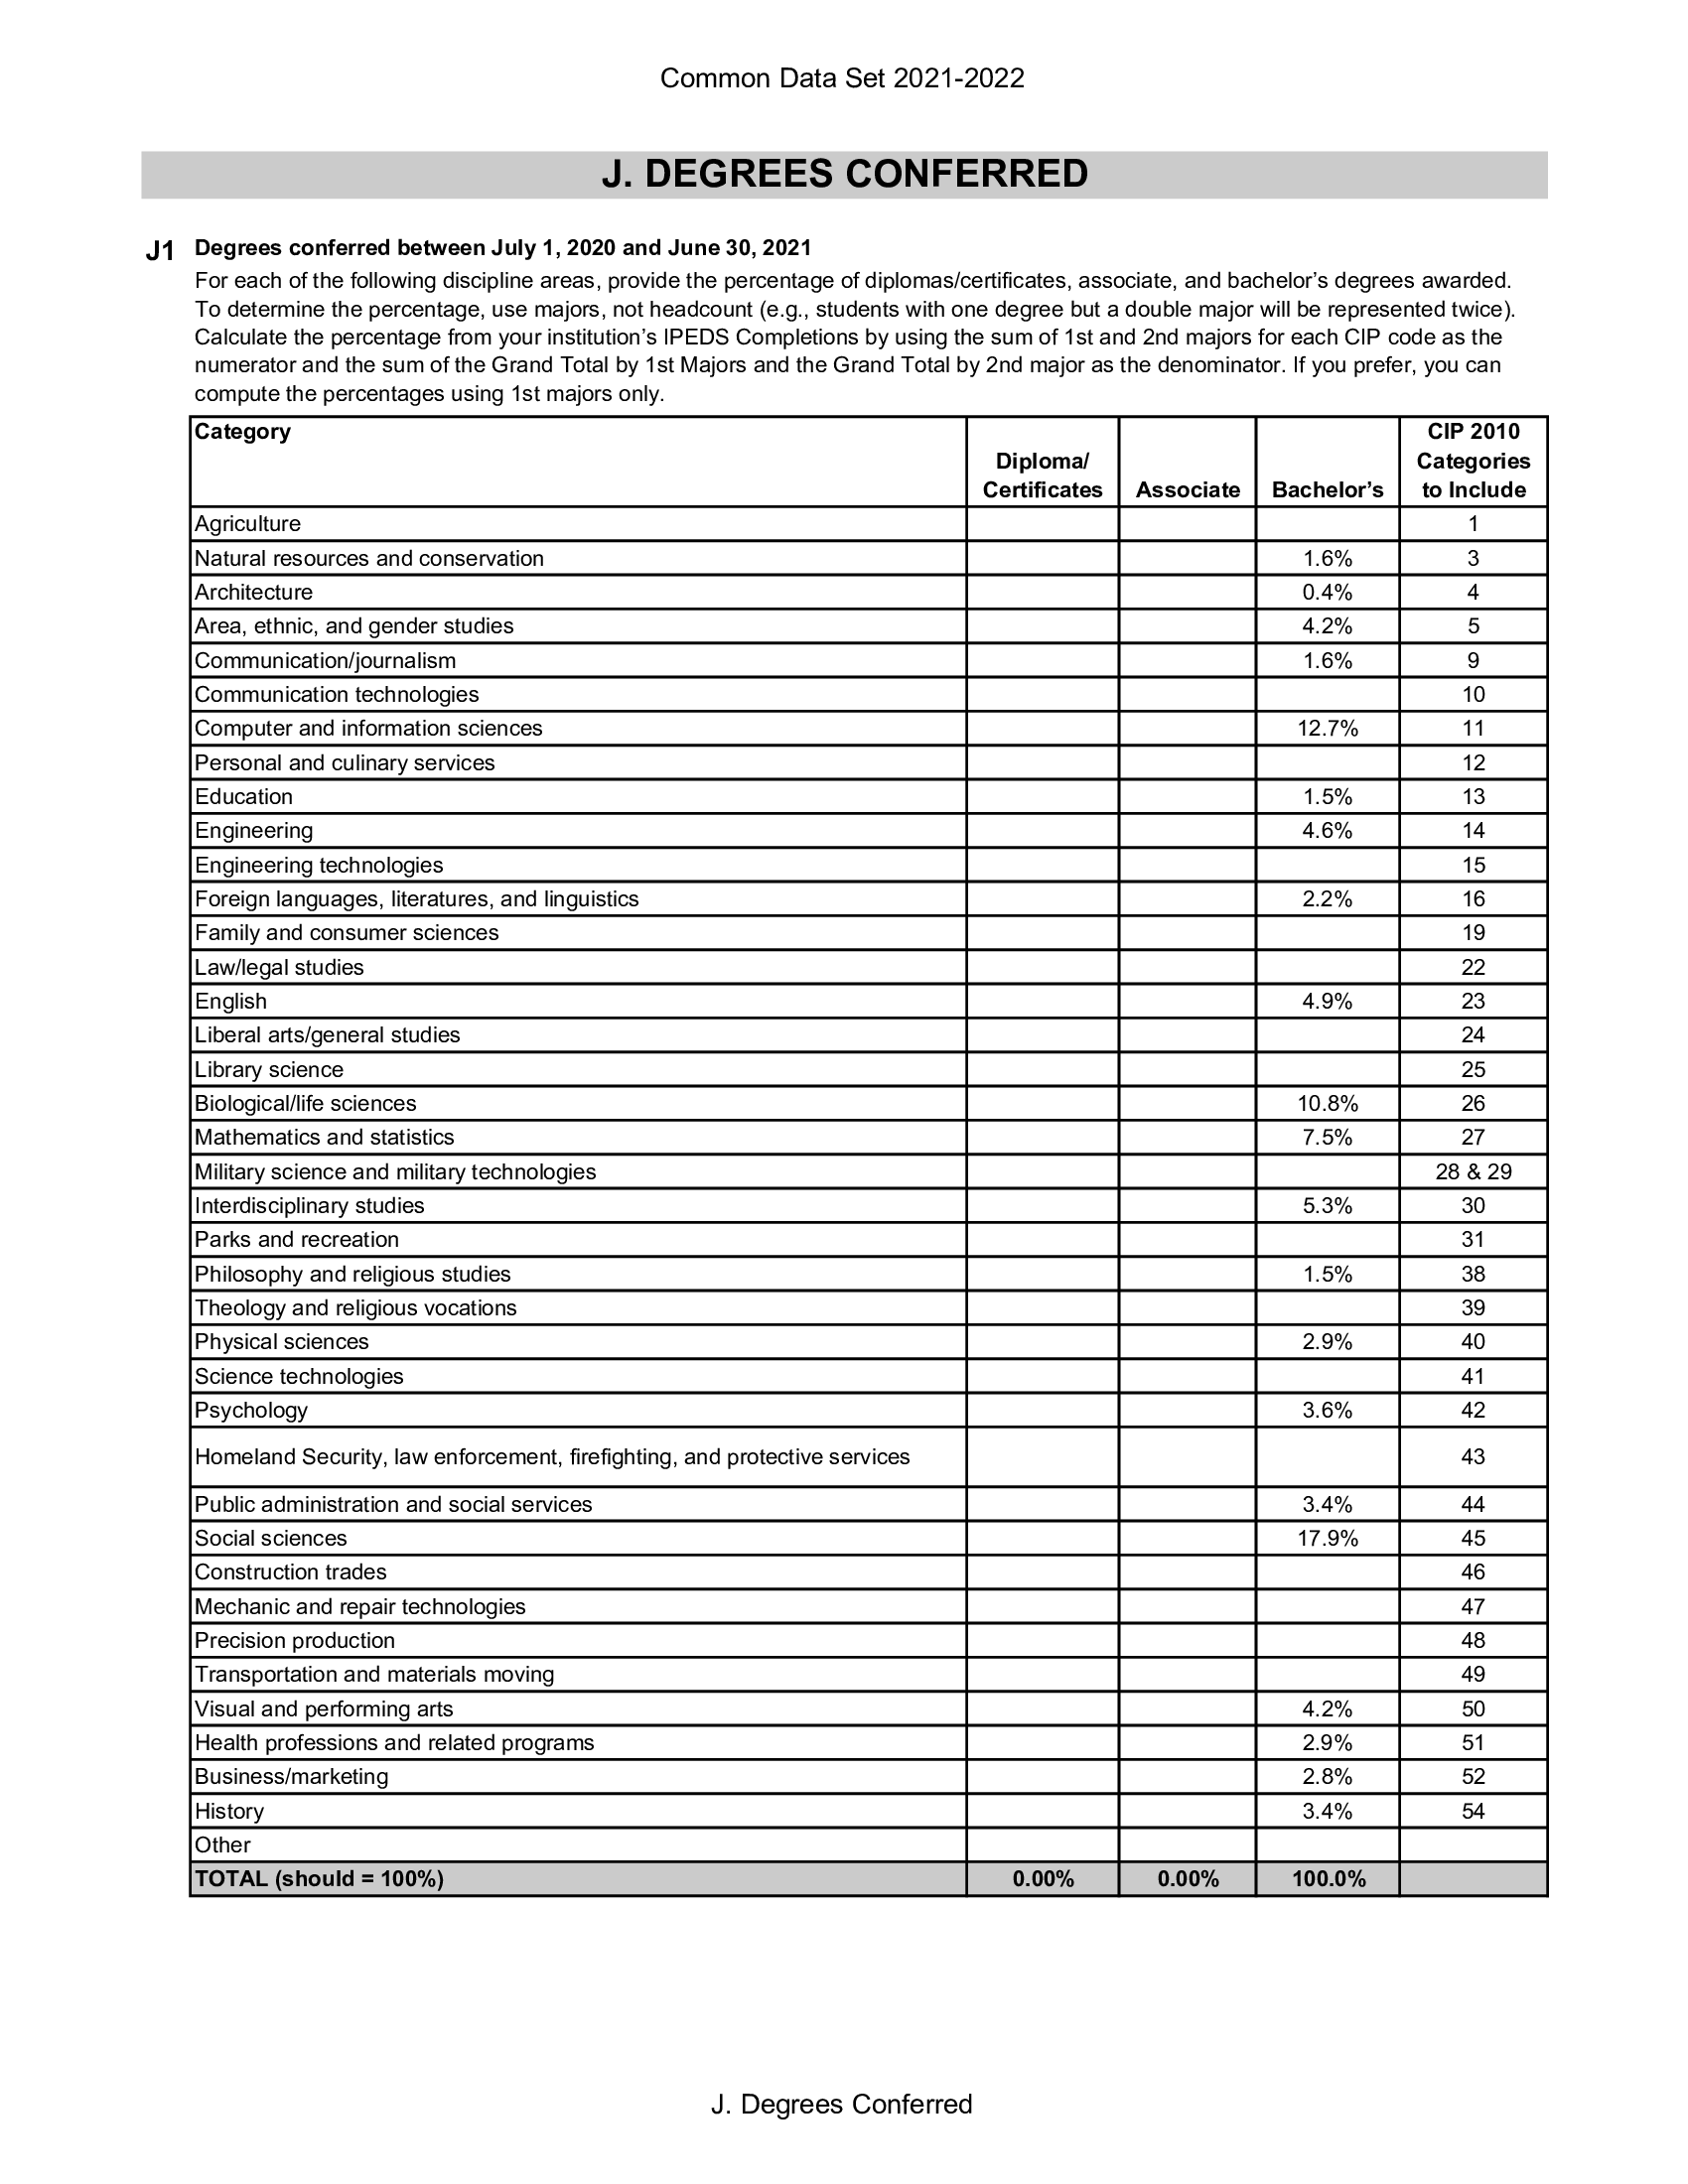 Common Data Set 2021-2022
J. DEGREES CONFERRED
J1 Degrees conferred between July 1, 2020 and June 30, 2021
For each of the following discipline areas, provide the percentage of diplomas/certificates, associate, and bachelor’s degrees awarded.
To determine the percentage, use majors, not headcount (e.g., students with one degree but a double major will be represented twice).
Calculate the percentage from your institution’s IPEDS Completions by using the sum of 1st and 2nd majors for each CIP code as the
numerator and the sum of the Grand Total by 1st Majors and the Grand Total by 2nd major as the denominator. If you prefer, you can
compute the percentages using 1st majors only.
Category Diploma/ Certificates Associate Bachelor’s CIP 2010 Categories to Include
Agriculture 1
Natural resources and conservation 1.6% 3
Architecture 0.4% 4
Area, ethnic, and gender studies 4.2% 5
Communication/journalism 1.6% 9
Communication technologies 10
Computer and information sciences 12.7% 11
Personal and culinary services 12
Education 1.5% 13
Engineering 4.6% 14
Engineering technologies 15
Foreign languages, literatures, and linguistics 2.2% 16
Family and consumer sciences 19
Law/legal studies 22
English 4.9% 23
Liberal arts/general studies 24
Library science 25
Biological/life sciences 10.8% 26
Mathematics and statistics 7.5% 27
Military science and military technologies 28 & 29
Interdisciplinary studies 5.3% 30
Parks and recreation 31
Philosophy and religious studies 1.5% 38
Theology and religious vocations 39
Physical sciences 2.9% 40
Science technologies 41
Psychology 3.6% 42
Homeland Security, law enforcement, firefighting, and protective services 43
Public administration and social services 3.4% 44
Social sciences 17.9% 45
Construction trades 46
Mechanic and repair technologies 47
Precision production 48
Transportation and materials moving 49
Visual and performing arts 4.2% 50
Health professions and related programs 2.9% 51
Business/marketing 2.8% 52
History 3.4% 54
Other
TOTAL (should = 100%) 0.00% 0.00% 100.0%
J. Degrees Conferred